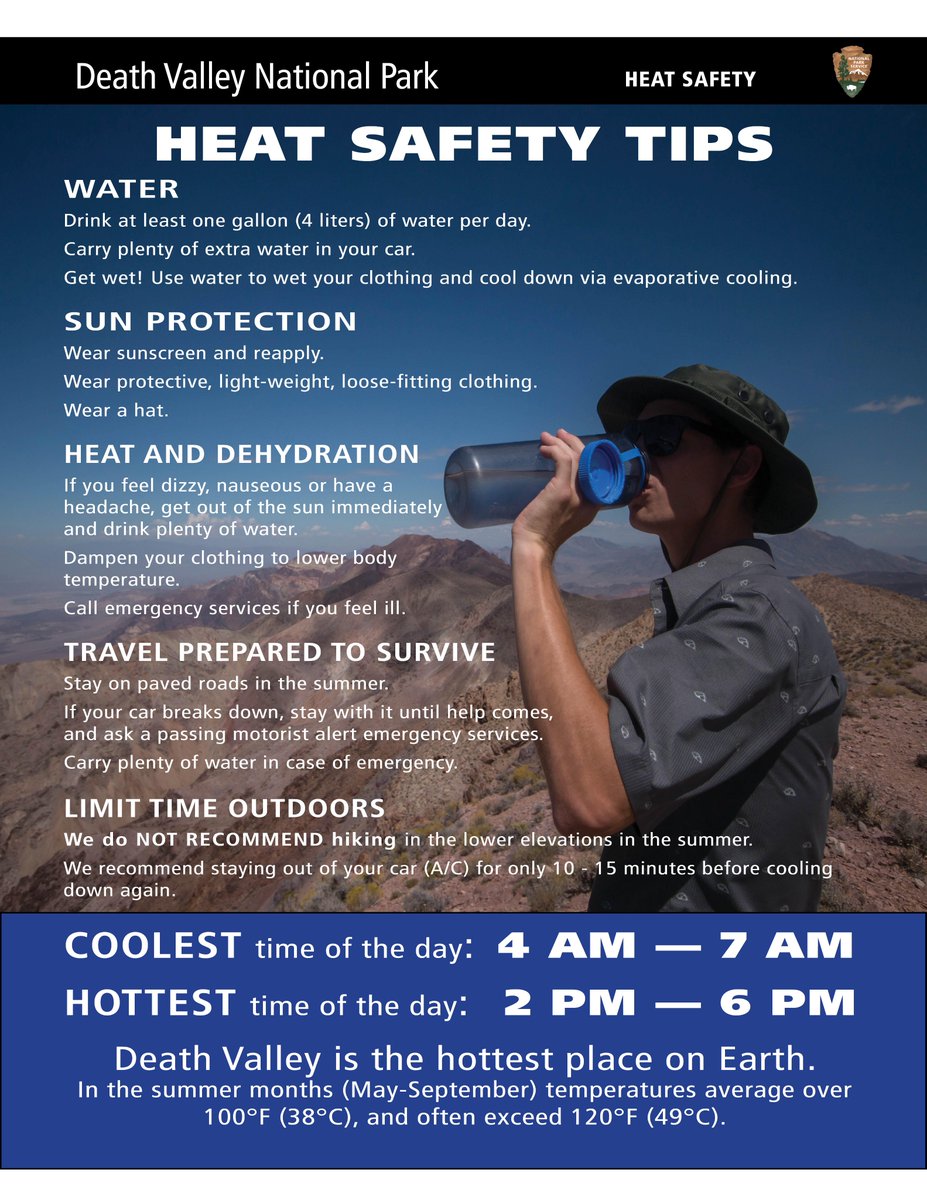 Death Valley National Park
HEAT SAFETY
NATIONAL
PARK
SERVICE
HEAT SAFETY TIPS
WATER
Drink at least one gallon (4 liters) of water per day.
Carry plenty of extra water in your car.
Get wet! Use water to wet your clothing and cool down via evaporative cooling.
SUN PROTECTION
Wear sunscreen and reapply.
Wear protective, light-weight, loose-fitting clothing.
Wear a hat.
HEAT AND DEHYDRATION
If you feel dizzy, nauseous or have a
headache, get out of the sun immediately
and drink plenty of water.
Dampen your clothing to lower body
temperature.
Call emergency services if you feel ill.
TRAVEL PREPARED TO SURVIVE
Stay on paved roads in the summer.
If your car breaks down, stay with it until help comes,
and ask a passing motorist alert emergency services.
Carry plenty of water in case of emergency.
LIMIT TIME OUTDOORS
We do NOT RECOMMEND hiking in the lower elevations in the summer.
We recommend staying out of your car (A/C) for only 10 - 15 minutes before cooling
down again.
COOLEST time of the day: 4 AM — 7 AM
HOTTEST time of the day: 2 PM — 6 PM
Death Valley is the hottest place on Earth.
In the summer months (May-September) temperatures average over
100°F (38°C), and often exceed 120°F (49°C).